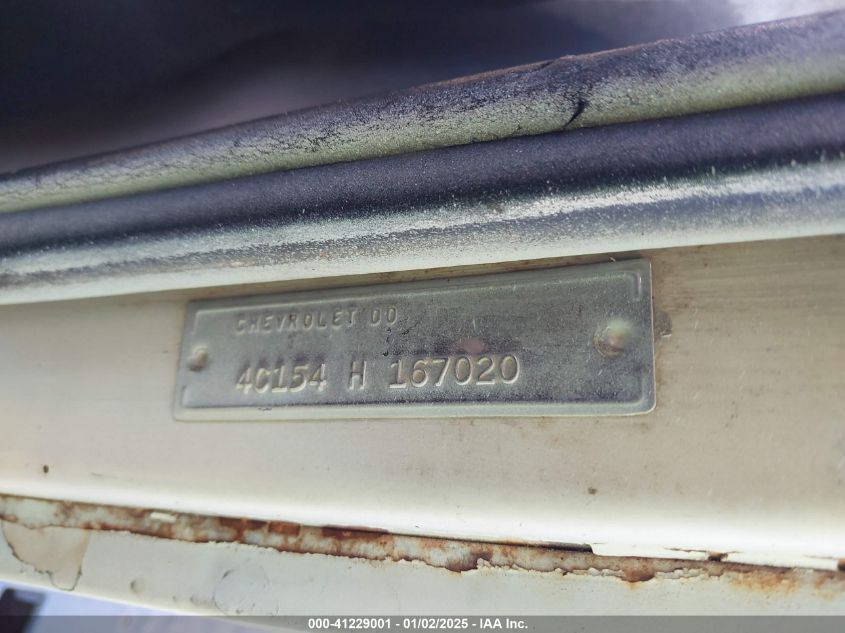 CHEVROLET DO
4C154 H 167020
000-41229001 | 01/02/2025 | IAA Inc.